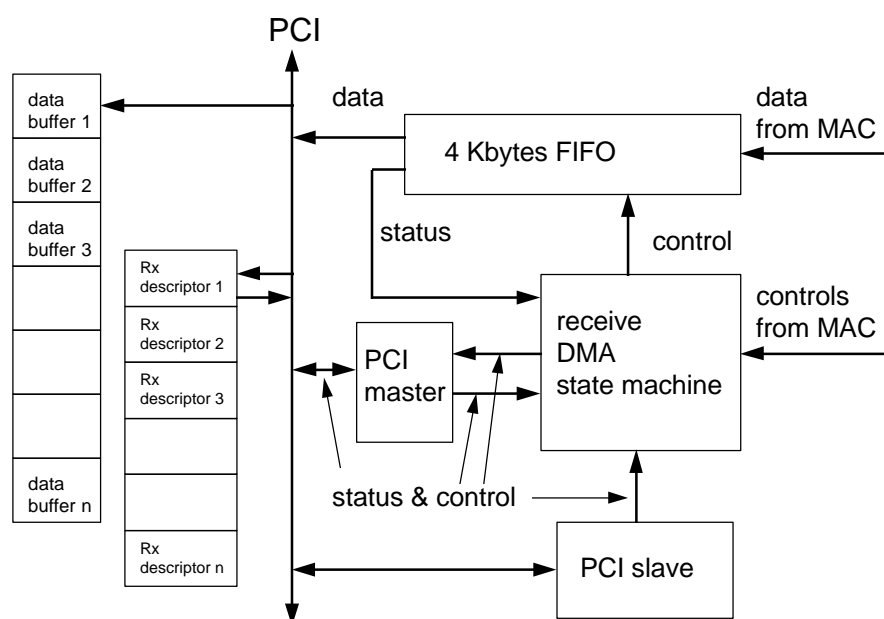 PCI
data
buffer 1
data
buffer 2
data
buffer 3
data
buffer n
Rx
descriptor 1
Rx
descriptor 2
Rx
descriptor 3
Rx
descriptor n
data
4 Kbytes FIFO
data
from MAC
status
control
receive
DMA
state machine
controls
from MAC
PCI
master
status & control
PCI slave